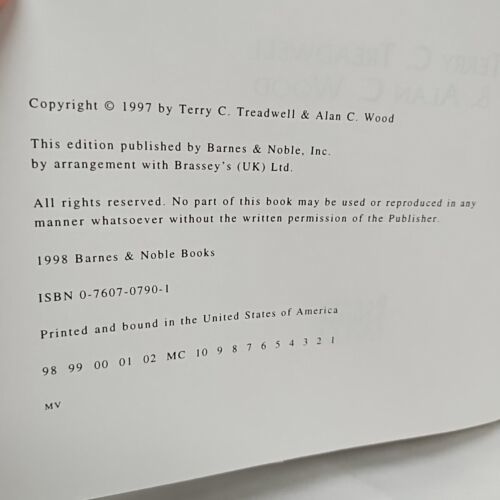 Copyright © 1997 by Terry C. Treadwell & Alan C. Wood
This edition published by Barnes & Noble, Inc.
by arrangement with Brassey's (UK) Ltd.
All rights reserved. No part of this book may be used or reproduced in any
manner whatsoever without the written permission of the Publisher.
1998 Barnes & Noble Books
ISBN 0-7607-0790-1
Printed and bound in the United States of America
98 99 00 01 02 MC 10 9 8 7 6 5 4 3 2 1
MV